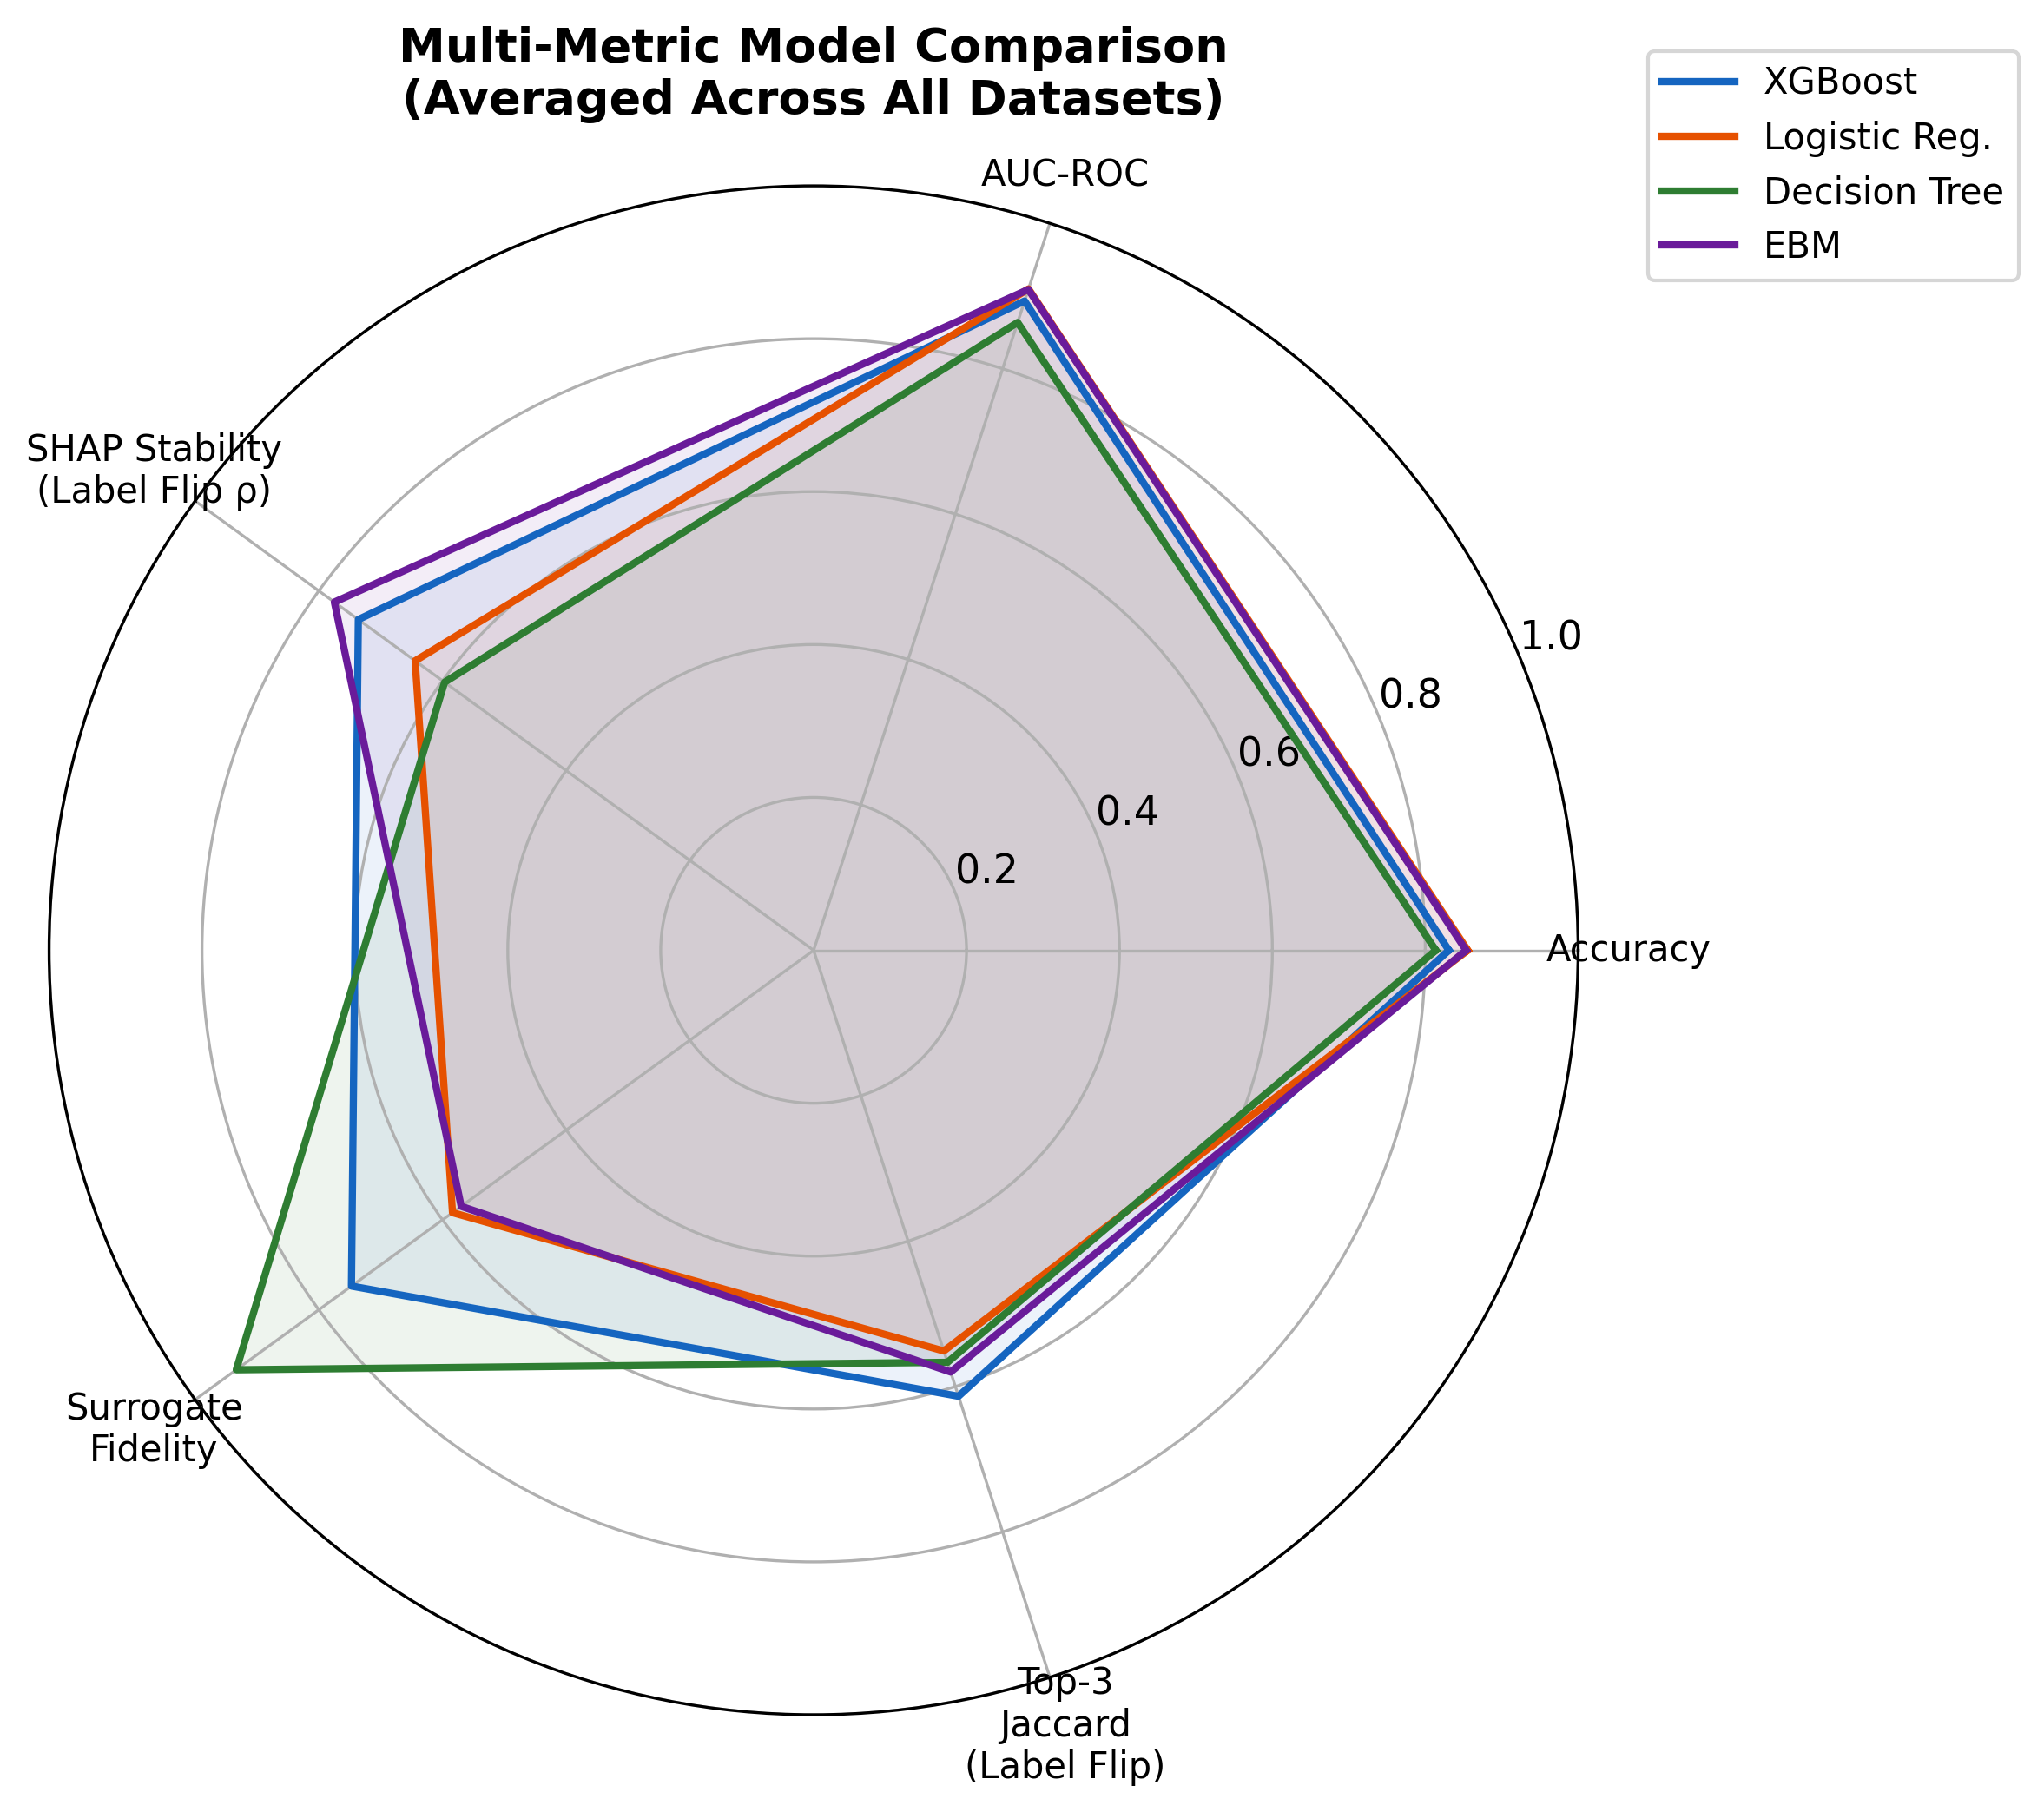 Multi-Metric Model Comparison
(Averaged Across All Datasets)
XGBoost
Logistic Reg.
Decision Tree
EBM
AUC-ROC
SHAP Stability
(Label Flip ρ)
1.0
0.8
0.6
0.4
0.2
Accuracy
Surrogate
Fidelity
Top-3
Jaccard
(Label Flip)